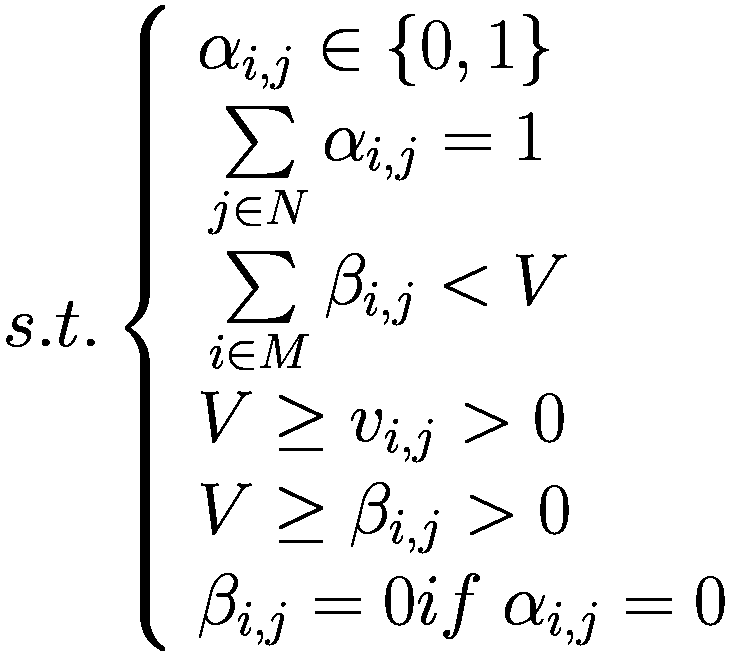 α_{i,j} ∈ {0, 1}
∑_{j∈N} α_{i,j} = 1
∑_{i∈M} β_{i,j} < V
s.t. {
V ≥ v_{i,j} > 0
V ≥ β_{i,j} > 0
β_{i,j} = 0if α_{i,j} = 0